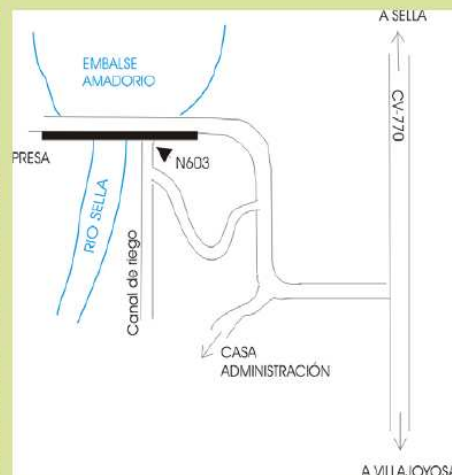 A SELLA
EMBALSE
AMADORIO
CV-770
PRESA
N603
RIO SELLA
Canal de riego
CASA
ADMINISTRACIÓN
A VILLAJOYOSA